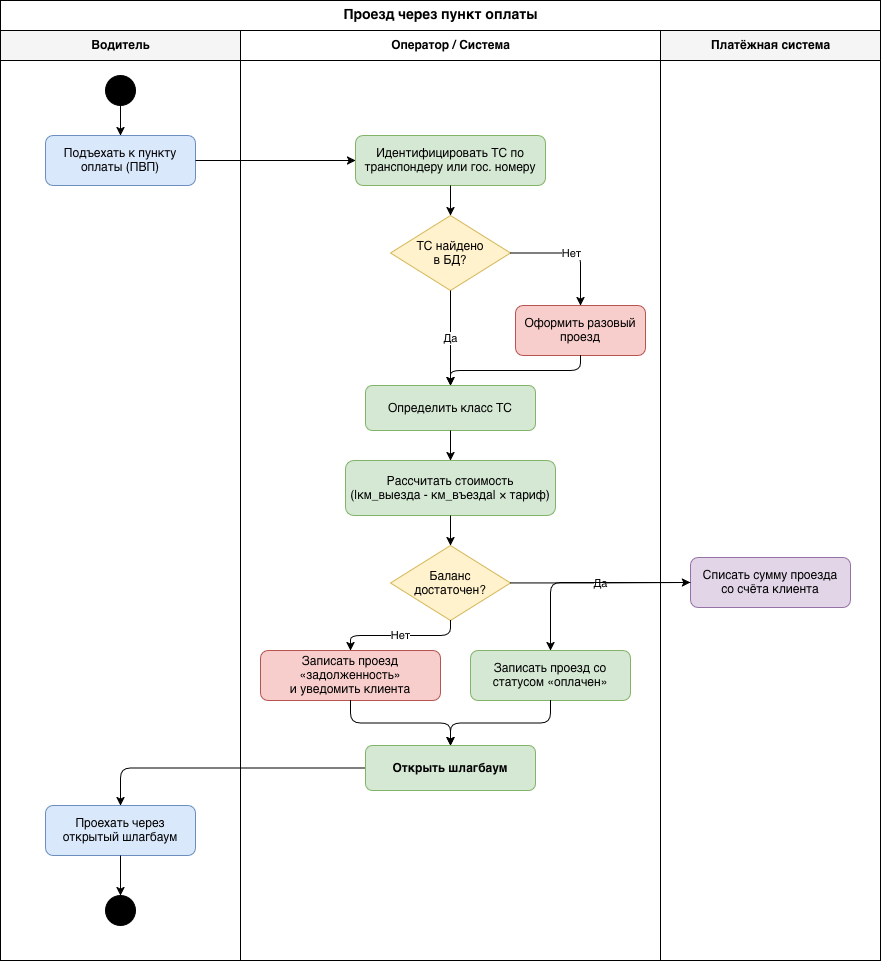 Проезд через пункт оплаты
Водитель
Оператор / Система
Платёжная система
Подъехать к пункту
оплаты (ПВП)
Идентифицировать ТС по
транспондеру или гос. номеру
ТС найдено
в БД?
Нет
Оформить разовый
проезд
Да
Определить класс ТС
Рассчитать стоимость
(|км_выезда - км_въезда| × тариф)
Баланс
достаточен?
Да
Списать сумму проезда
со счёта клиента
Нет
Записать проезд
«задолженность»
и уведомить клиента
Записать проезд со
статусом «оплачен»
Открыть шлагбаум
Проехать через
открытый шлагбаум